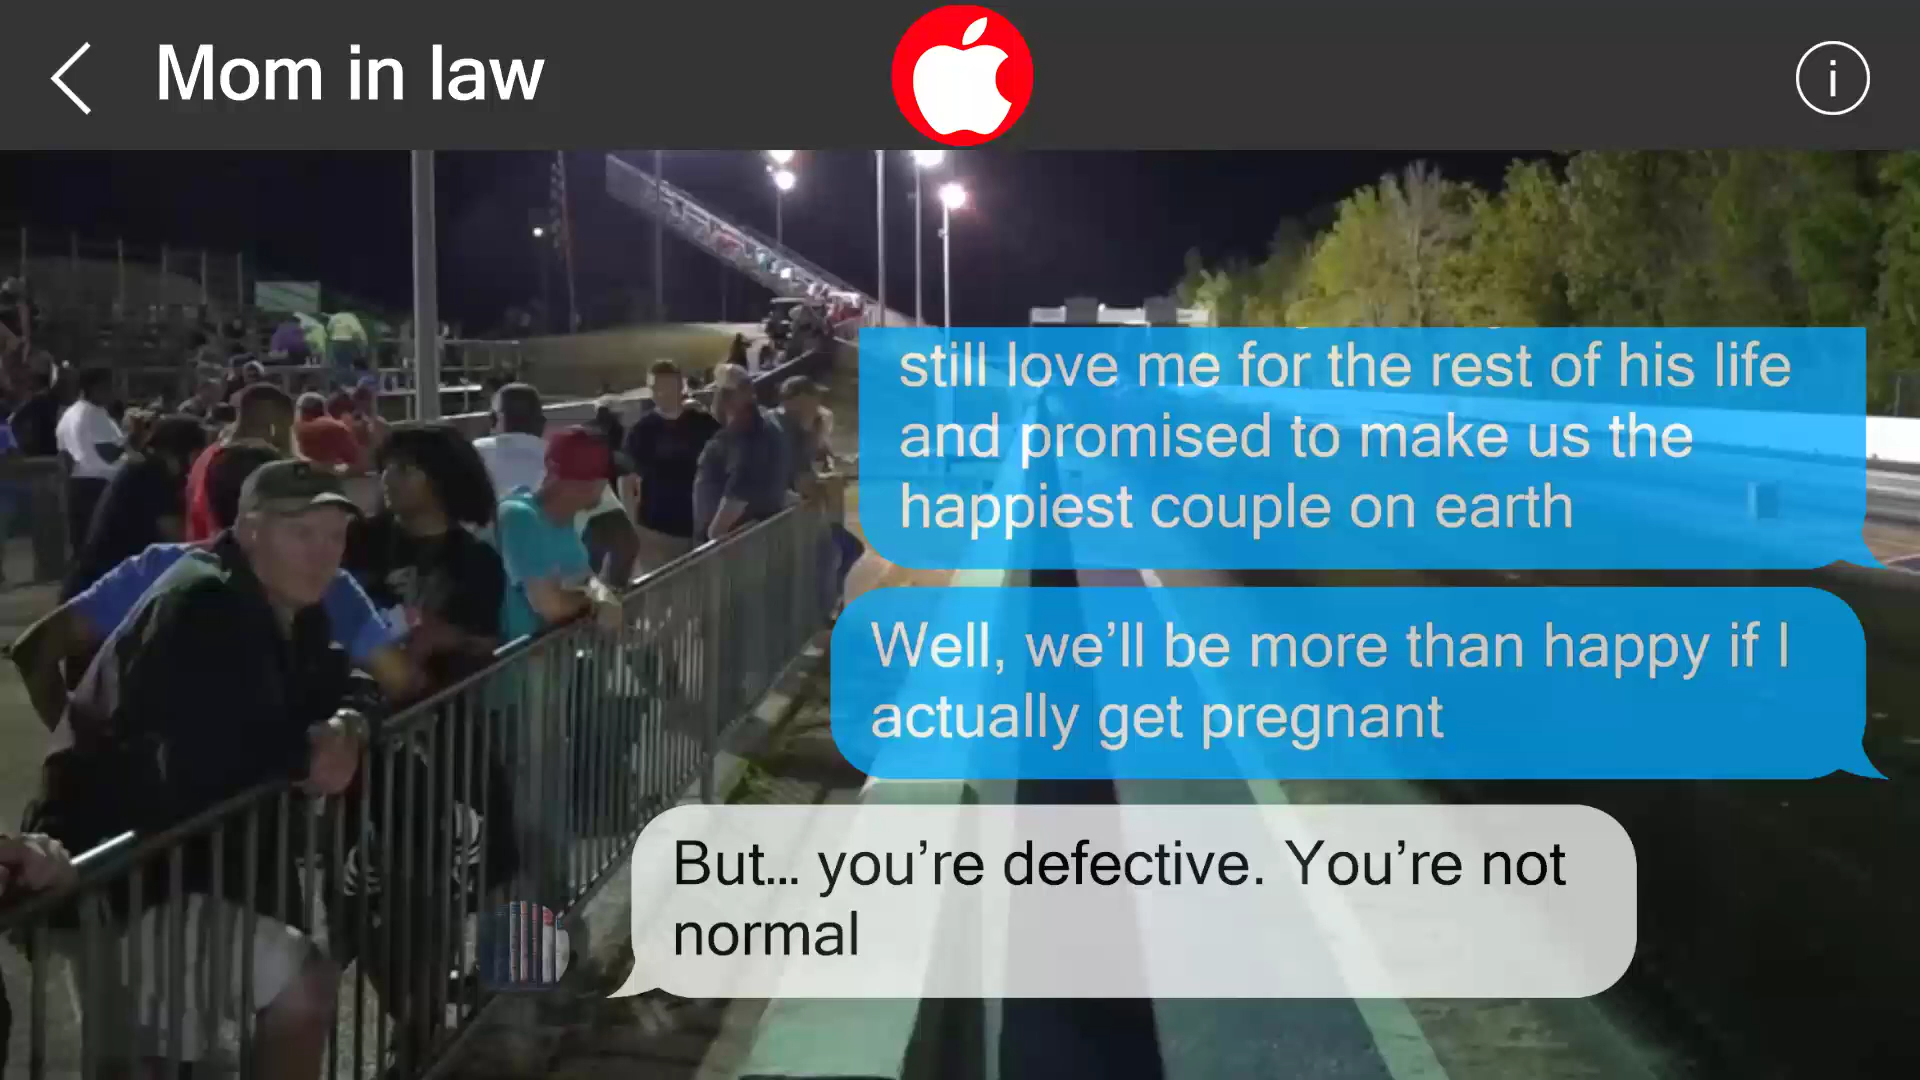 Mom in law
still love me for the rest of his life
and promised to make us the
happiest couple on earth
Well, we’ll be more than happy if I
actually get pregnant
But... you’re defective. You’re not
normal